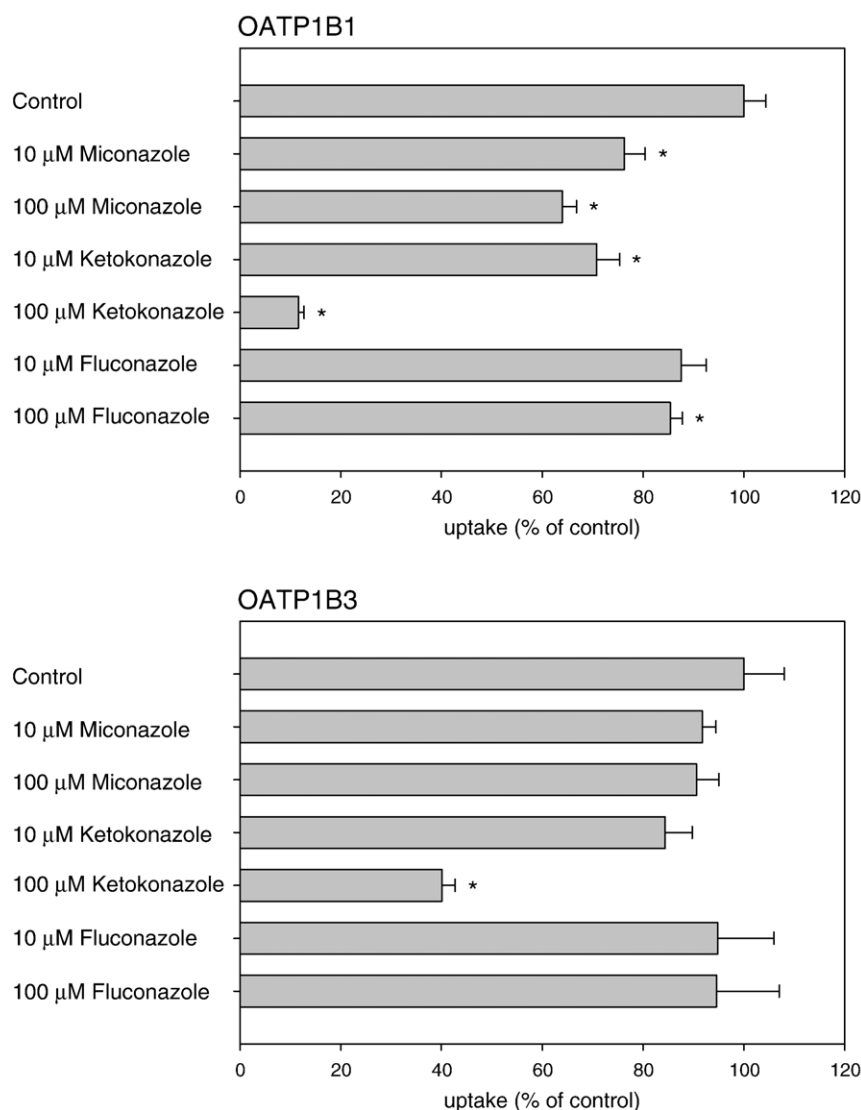 OATP1B1
Control
10 μM Miconazole *
100 μM Miconazole *
10 μM Ketokonazole *
100 μM Ketokonazole *
10 μM Fluconazole
100 μM Fluconazole *
0 20 40 60 80 100 120
uptake (% of control)
OATP1B3
Control
10 μM Miconazole
100 μM Miconazole
10 μM Ketokonazole
100 μM Ketokonazole *
10 μM Fluconazole
100 μM Fluconazole
0 20 40 60 80 100 120
uptake (% of control)